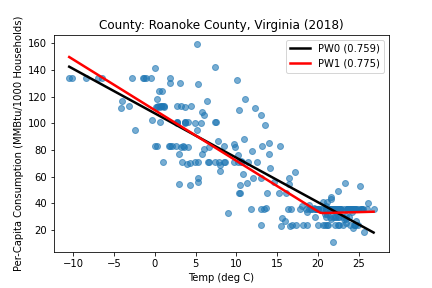 County: Roanoke County, Virginia (2018)
Per-Capita Consumption (MMBtu/1000 Households)
160
140
120
100
80
60
40
20
PW0 (0.759)
PW1 (0.775)
−10 −5 0 5 10 15 20 25
Temp (deg C)